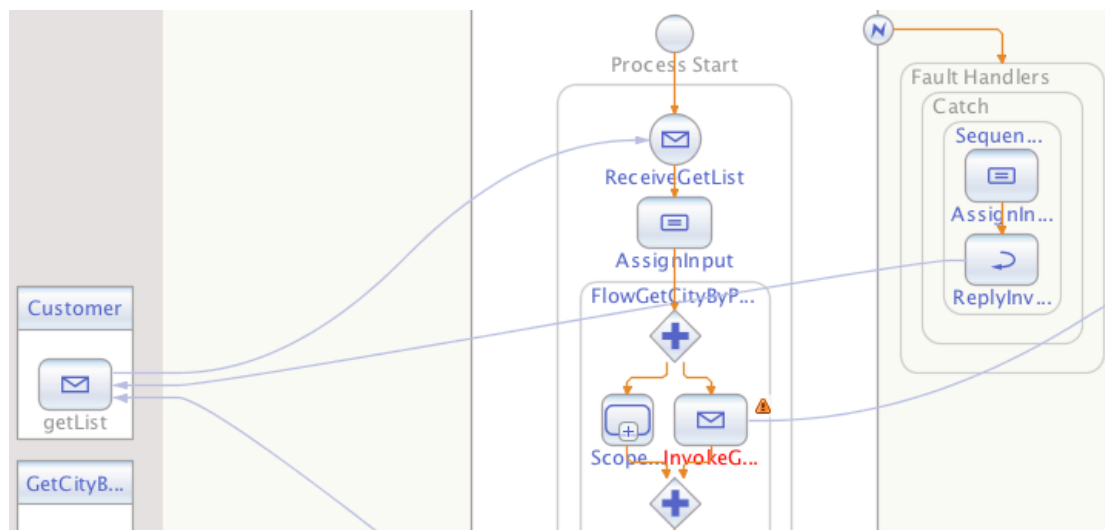 Process Start
Fault Handlers
Catch
Sequen...
ReceiveGetList
AssignIn...
AssignInput
FlowGetCityByP...
ReplyInv...
Customer
getList
Scope...
InvokeG...
GetCityB...